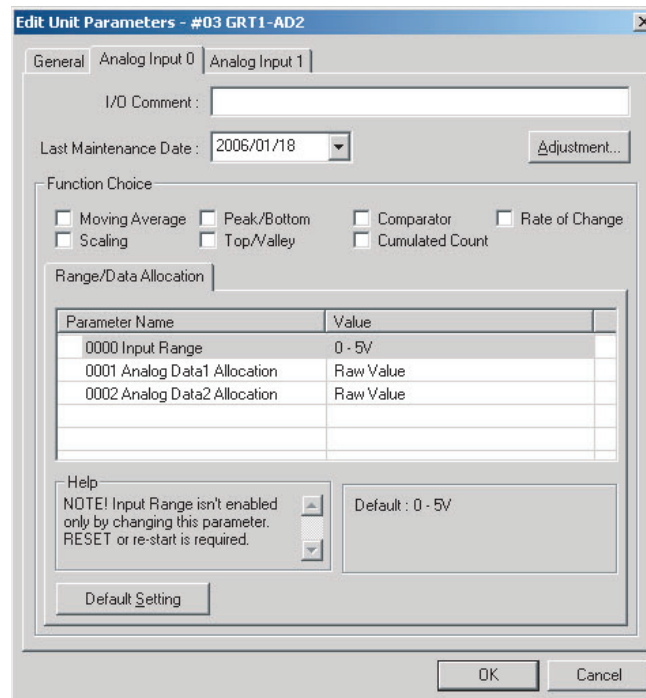 Edit Unit Parameters - #03 GRT1-AD2
General Analog Input 0 Analog Input 1
I/O Comment :
Last Maintenance Date : 2006/01/18 Adjustment...
Function Choice
Moving Average Peak/Bottom Comparator Rate of Change
Scaling Top/Valley Cumulated Count
Range/Data Allocation
Parameter Name Value
0000 Input Range 0 - 5V
0001 Analog Data1 Allocation Raw Value
0002 Analog Data2 Allocation Raw Value
Help
NOTE! Input Range isn't enabled
only by changing this parameter.
RESET or re-start is required.
Default : 0 - 5V
Default Setting
OK Cancel